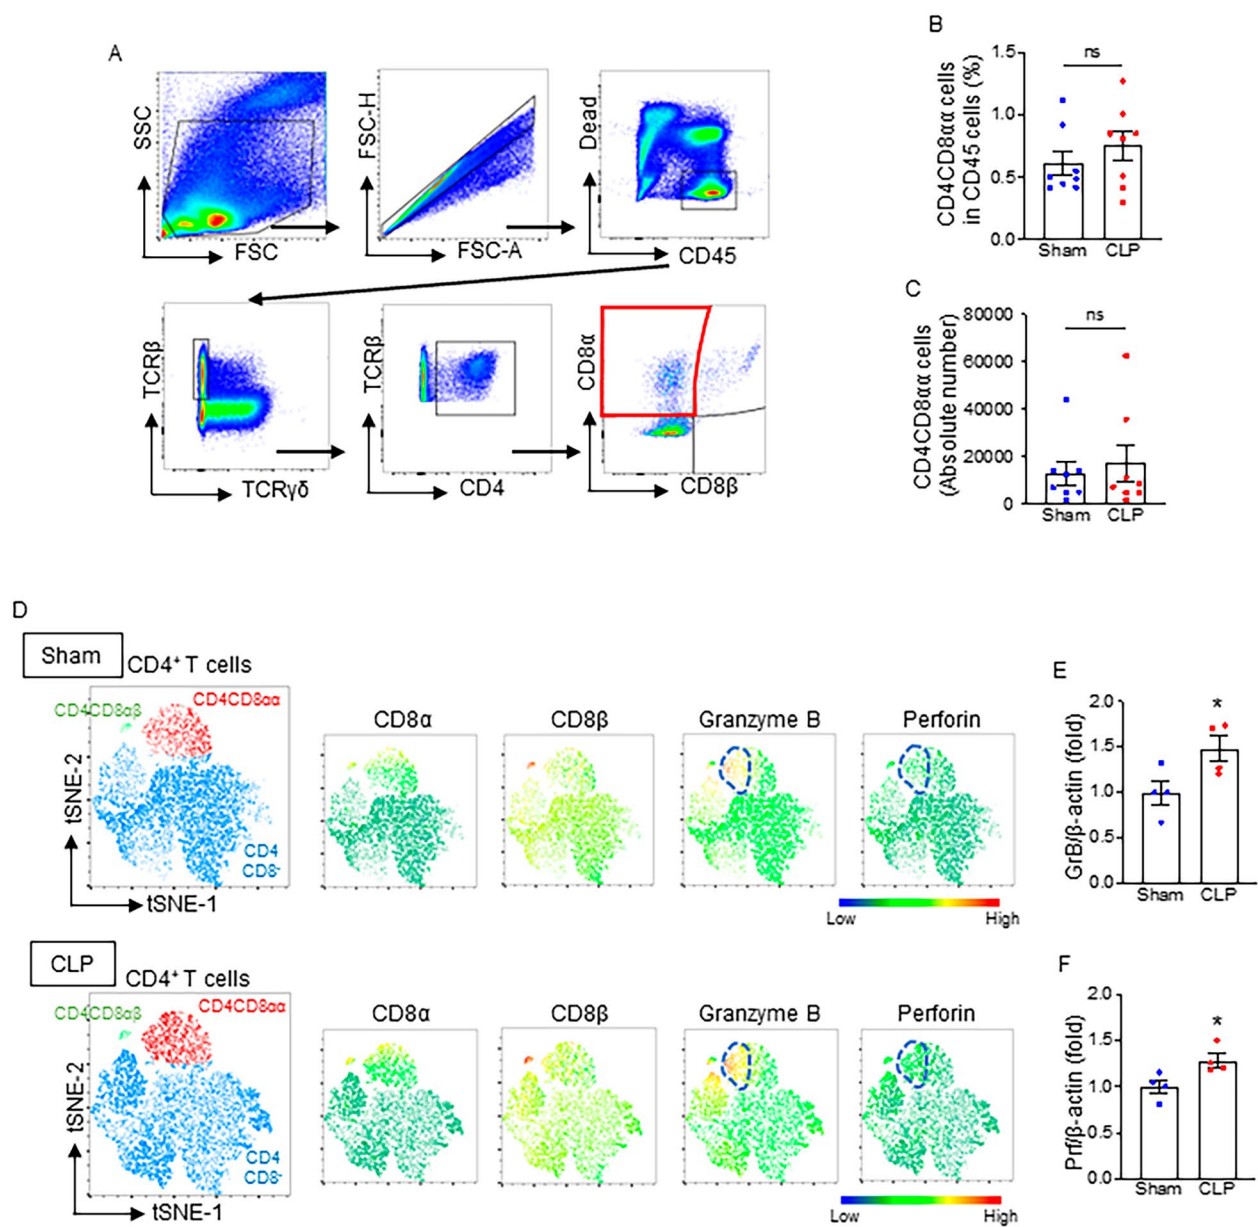 A
SSC
FSC
FSC-H
FSC-A
Dead
CD45
TCRβ
TCRγδ
TCRβ
CD4
CD8α
CD8β
B
CD4CD8αα cells
in CD45 cells (%)
1.5
1.0
0.5
0.0
ns
Sham CLP
C
CD4CD8αα cells
(Absolute number)
80000
60000
40000
20000
0
ns
Sham CLP
D
Sham
CD4⁺ T cells
CD4CD8αβ
CD4CD8αα
CD4
CD8⁻
tSNE-2
tSNE-1
CD8α
CD8β
Granzyme B
Perforin
Low High
E
GrB/β-actin (fold)
2.0
1.5
1.0
0.5
0.0
*
Sham CLP
CLP
CD4⁺ T cells
CD4CD8αβ
CD4CD8αα
CD4
CD8⁻
tSNE-2
tSNE-1
CD8α
CD8β
Granzyme B
Perforin
Low High
F
Prf/β-actin (fold)
2.0
1.5
1.0
0.5
0.0
*
Sham CLP